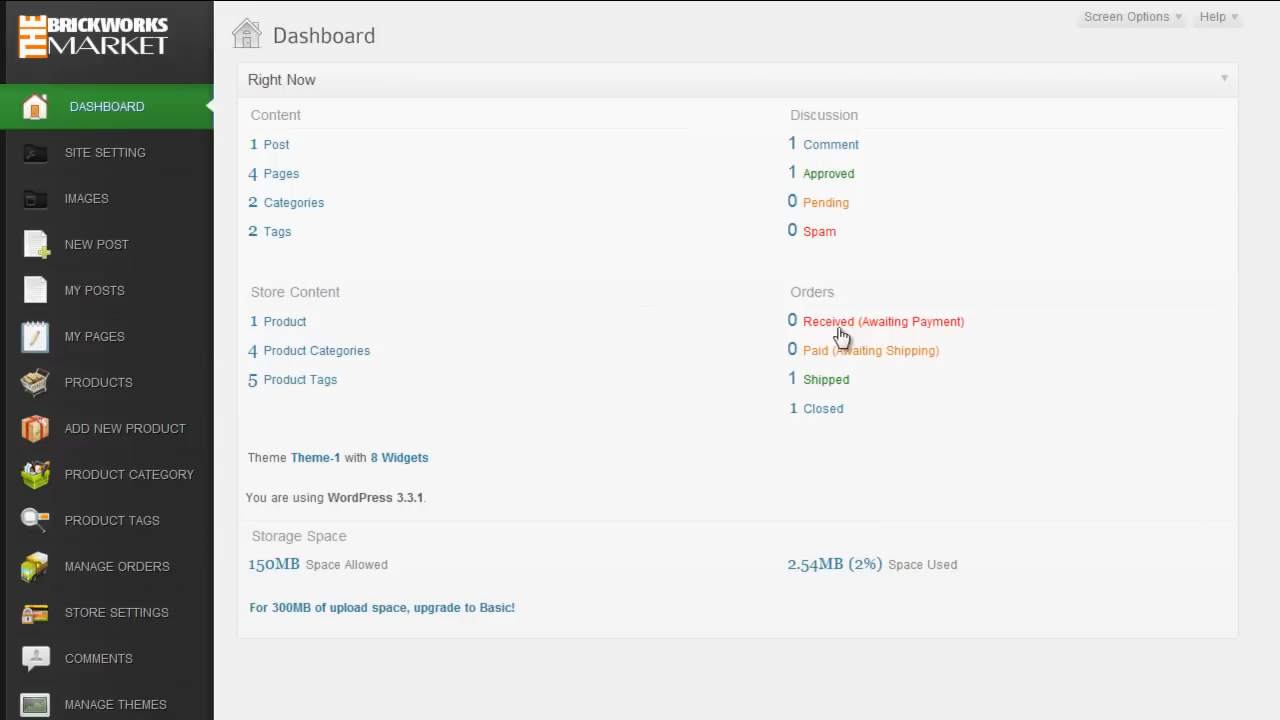 THE BRICKWORKS
MARKET
DASHBOARD
SITE SETTING
IMAGES
NEW POST
MY POSTS
MY PAGES
PRODUCTS
ADD NEW PRODUCT
PRODUCT CATEGORY
PRODUCT TAGS
MANAGE ORDERS
STORE SETTINGS
COMMENTS
MANAGE THEMES
Screen Options
Help
Dashboard
Right Now
Content
1 Post
4 Pages
2 Categories
2 Tags
Discussion
1 Comment
1 Approved
0 Pending
0 Spam
Store Content
1 Product
4 Product Categories
5 Product Tags
Orders
0 Received (Awaiting Payment)
0 Paid (Awaiting Shipping)
1 Shipped
1 Closed
Theme Theme-1 with 8 Widgets
You are using WordPress 3.3.1.
Storage Space
150MB Space Allowed
2.54MB (2%) Space Used
For 300MB of upload space, upgrade to Basic!